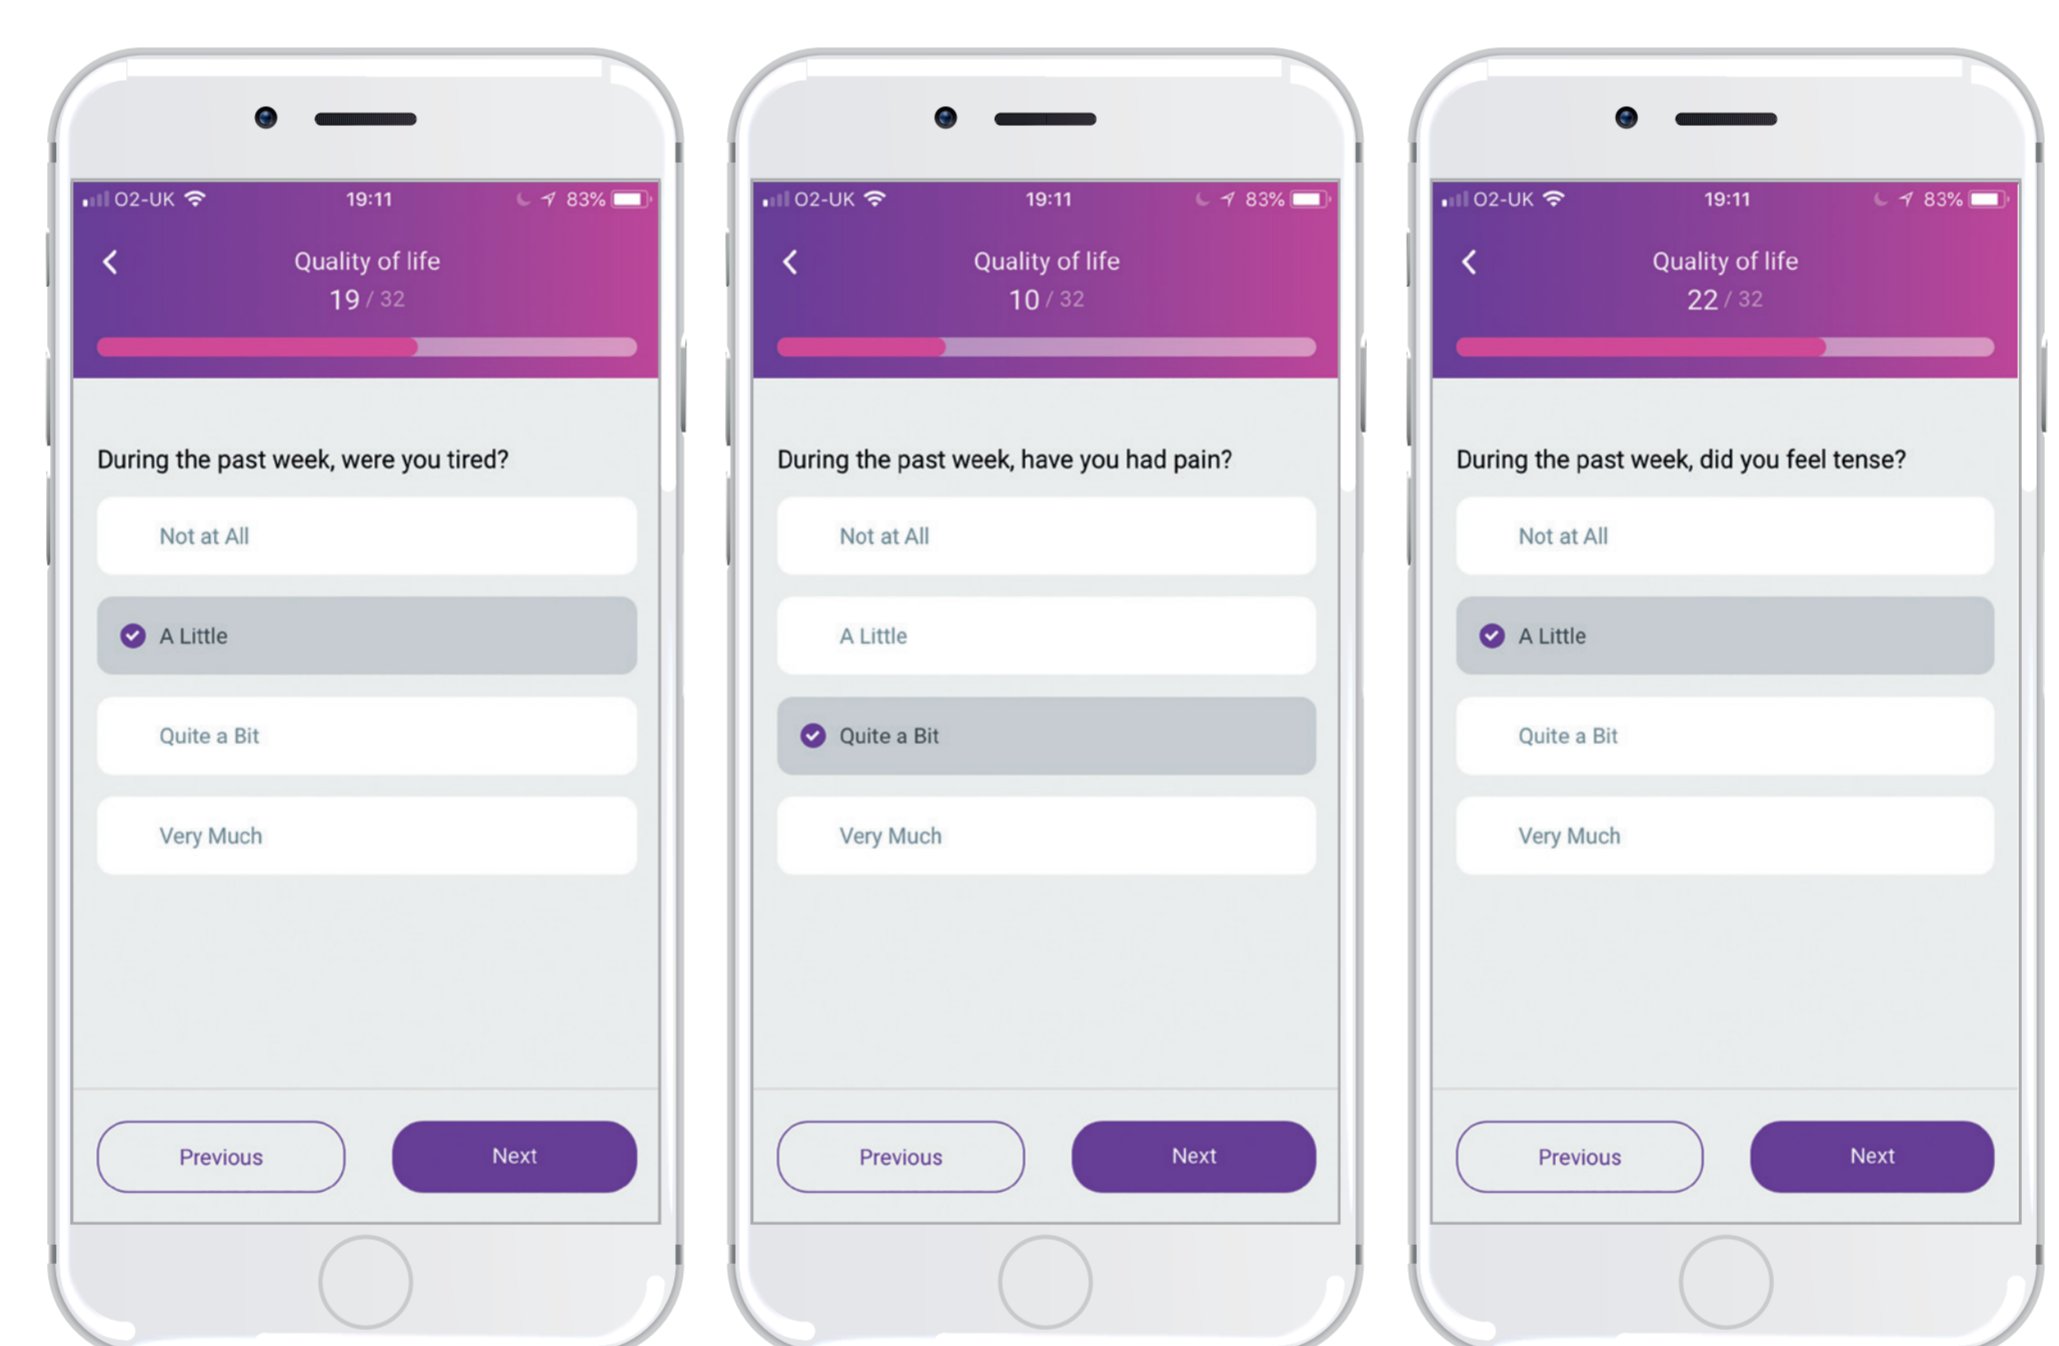 O2-UK 19:11 83%
Quality of life
19 / 32
During the past week, were you tired?
Not at All
A Little
Quite a Bit
Very Much
Previous Next
O2-UK 19:11 83%
Quality of life
10 / 32
During the past week, have you had pain?
Not at All
A Little
Quite a Bit
Very Much
Previous Next
O2-UK 19:11 83%
Quality of life
22 / 32
During the past week, did you feel tense?
Not at All
A Little
Quite a Bit
Very Much
Previous Next